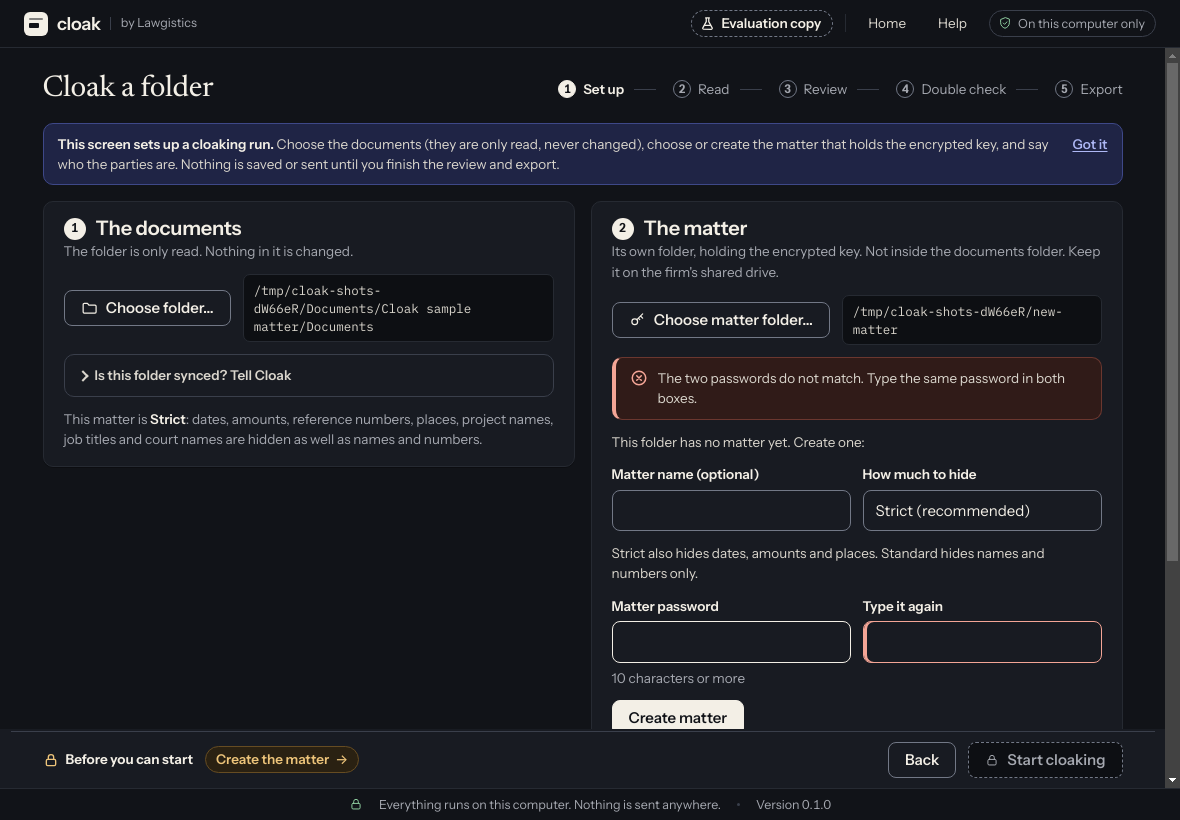 cloak
by Lawgistics
Evaluation copy
Home
Help
On this computer only
Cloak a folder
1 Set up
2 Read
3 Review
4 Double check
5 Export
This screen sets up a cloaking run. Choose the documents (they are only read, never changed), choose or create the matter that holds the encrypted key, and say
who the parties are. Nothing is saved or sent until you finish the review and export.
Got it
1 The documents
The folder is only read. Nothing in it is changed.
Choose folder...
/tmp/cloak-shots-
dW66eR/Documents/Cloak sample
matter/Documents
Is this folder synced? Tell Cloak
This matter is Strict: dates, amounts, reference numbers, places, project names,
job titles and court names are hidden as well as names and numbers.
2 The matter
Its own folder, holding the encrypted key. Not inside the documents folder. Keep
it on the firm's shared drive.
Choose matter folder...
/tmp/cloak-shots-dW66eR/new-
matter
The two passwords do not match. Type the same password in both
boxes.
This folder has no matter yet. Create one:
Matter name (optional)
How much to hide
Strict (recommended)
Strict also hides dates, amounts and places. Standard hides names and
numbers only.
Matter password
Type it again
10 characters or more
Create matter
Before you can start
Create the matter →
Back
Start cloaking
Everything runs on this computer. Nothing is sent anywhere.
•
Version 0.1.0